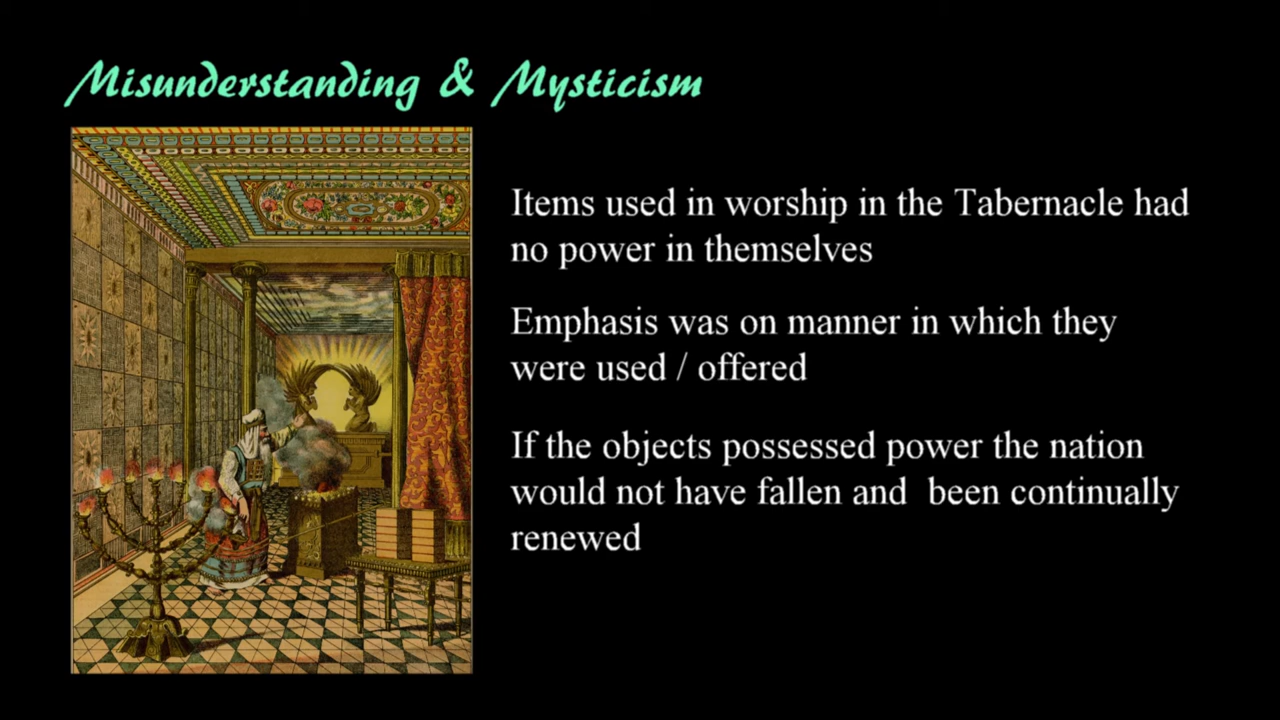 Misunderstanding & Mysticism
Items used in worship in the Tabernacle had
no power in themselves
Emphasis was on manner in which they
were used / offered
If the objects possessed power the nation
would not have fallen and  been continually
renewed